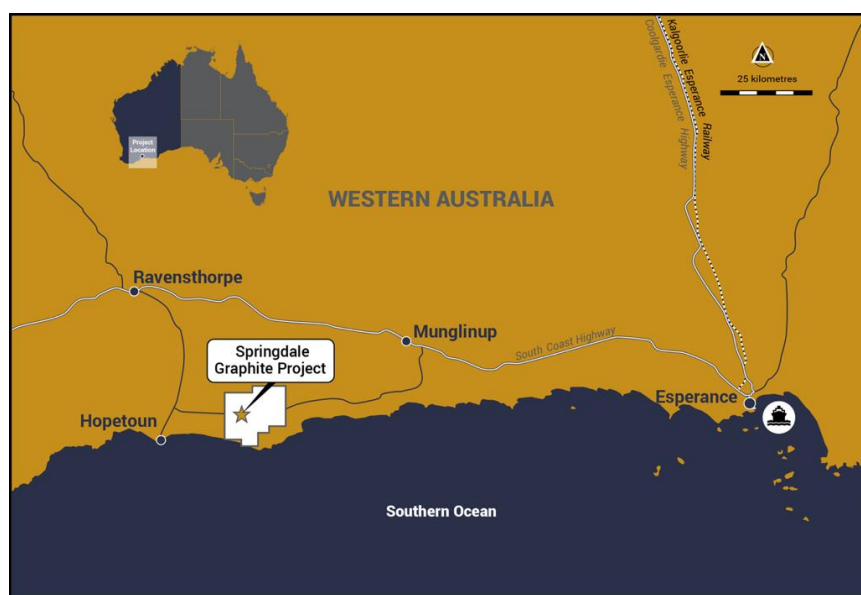 Project
Location
Coolgardie Esperance Highway
Kalgoorlie Esperance Railway
N
25 kilometres
WESTERN AUSTRALIA
Ravensthorpe
Munglinup
South Coast Highway
Springdale
Graphite Project
Esperance
Hopetoun
Southern Ocean